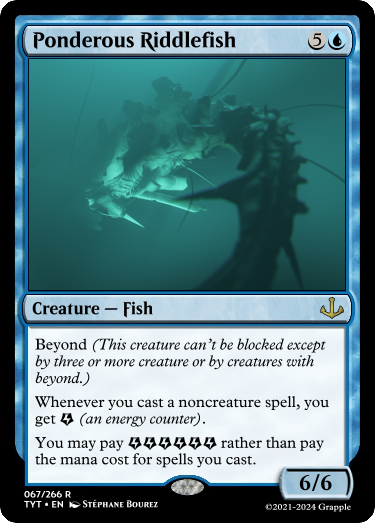 Ponderous Riddlefish 5
Creature — Fish
Beyond (This creature can't be blocked except
by three or more creature or by creatures with
beyond.)
Whenever you cast a noncreature spell, you
get (an energy counter).
You may pay rather than pay
the mana cost for spells you cast.
6/6
067/266 R
TYT • EN Stéphane Bourez
©2021-2024 Grapple